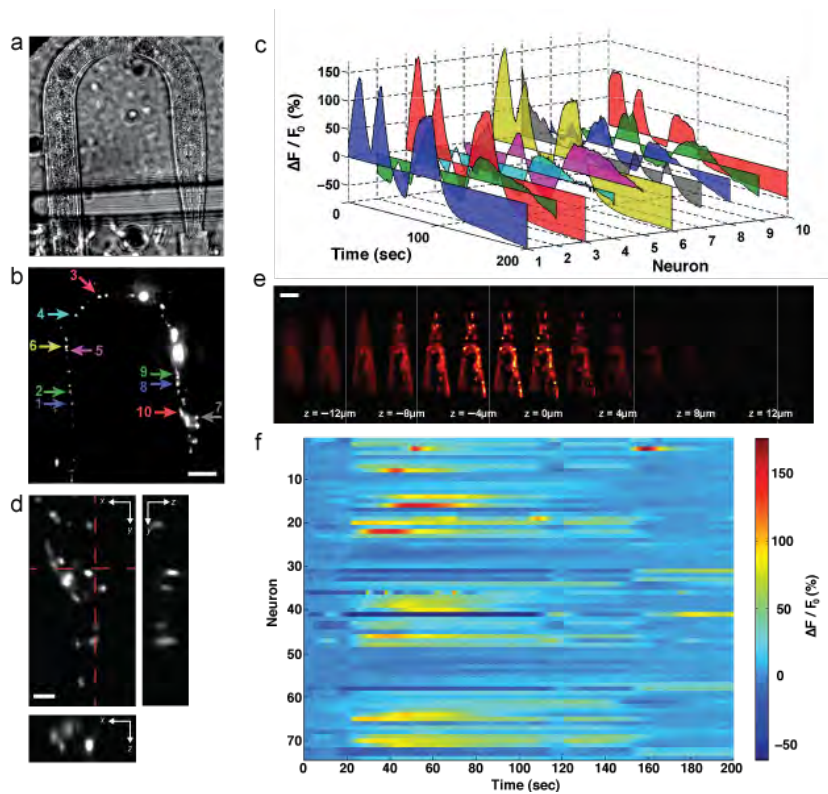 a
b
3
4
6
5
9
8
2
1
10
7
c
150
100
50
0
−50
ΔF / F0 (%)
0
100
200
Time (sec)
1 2 3 4 5 6 7 8 9 10
Neuron
d
x
y
z
y
x
z
e
z = −12µm z = −8µm z = −4µm z = 0µm 4µm 8µm z = 12µm
f
10
20
30
40
50
60
70
Neuron
0 20 40 60 80 100 120 140 160 180 200
Time (sec)
150
100
50
0
−50
ΔF / F0 (%)